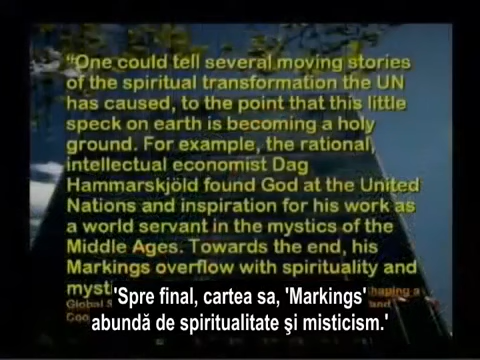 “One could tell several moving stories
of the spiritual transformation the UN
has caused, to the point that this little
speck on earth is becoming a holy
ground. For example, the rational,
intellectual economist Dag
Hammarskjöld found God at the United
Nations and inspiration for his work as
a world servant in the mystics of the
Middle Ages. Towards the end, his
Markings overflow with spirituality and
'Spre final, cartea sa, 'Markings'
abundă de spiritualitate şi misticism.'